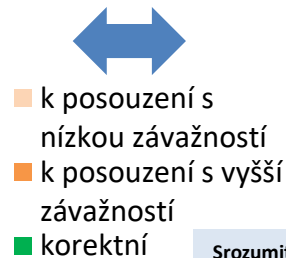 k posouzení s
nízkou závažností
k posouzení s vyšší
závažností
korektní